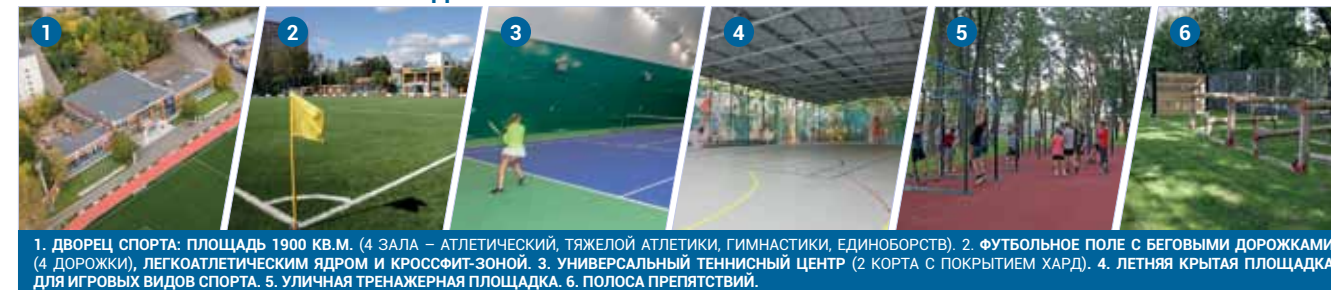 1 2 3 4 5 6
1. ДВОРЕЦ СПОРТА: ПЛОЩАДЬ 1900 КВ.М. (4 ЗАЛА – АТЛЕТИЧЕСКИЙ, ТЯЖЕЛОЙ АТЛЕТИКИ, ГИМНАСТИКИ, ЕДИНОБОРСТВ). 2. ФУТБОЛЬНОЕ ПОЛЕ С БЕГОВЫМИ ДОРОЖКАМИ
(4 ДОРОЖКИ), ЛЕГКОАТЛЕТИЧЕСКИМ ЯДРОМ И КРОССФИТ-ЗОНОЙ. 3. УНИВЕРСАЛЬНЫЙ ТЕННИСНЫЙ ЦЕНТР (2 КОРТА С ПОКРЫТИЕМ ХАРД). 4. ЛЕТНЯЯ КРЫТАЯ ПЛОЩАДКА
ДЛЯ ИГРОВЫХ ВИДОВ СПОРТА. 5. УЛИЧНАЯ ТРЕНАЖЕРНАЯ ПЛОЩАДКА. 6. ПОЛОСА ПРЕПЯТСТВИЙ.